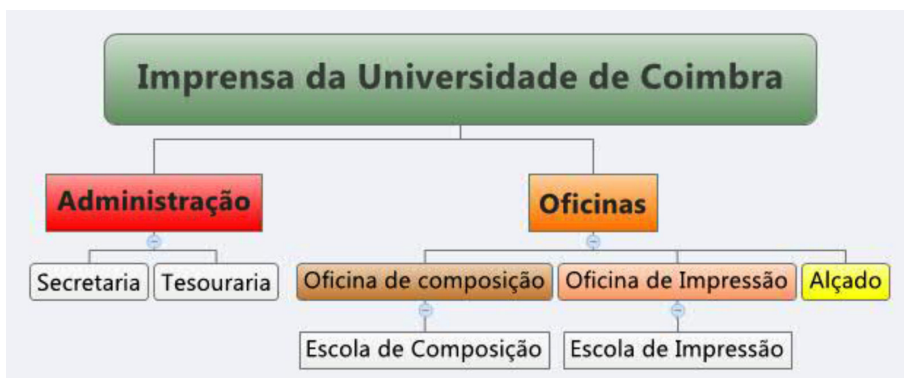 Imprensa da Universidade de Coimbra
Administração
Oficinas
Secretaria
Tesouraria
Oficina de composição
Oficina de Impressão
Alçado
Escola de Composição
Escola de Impressão